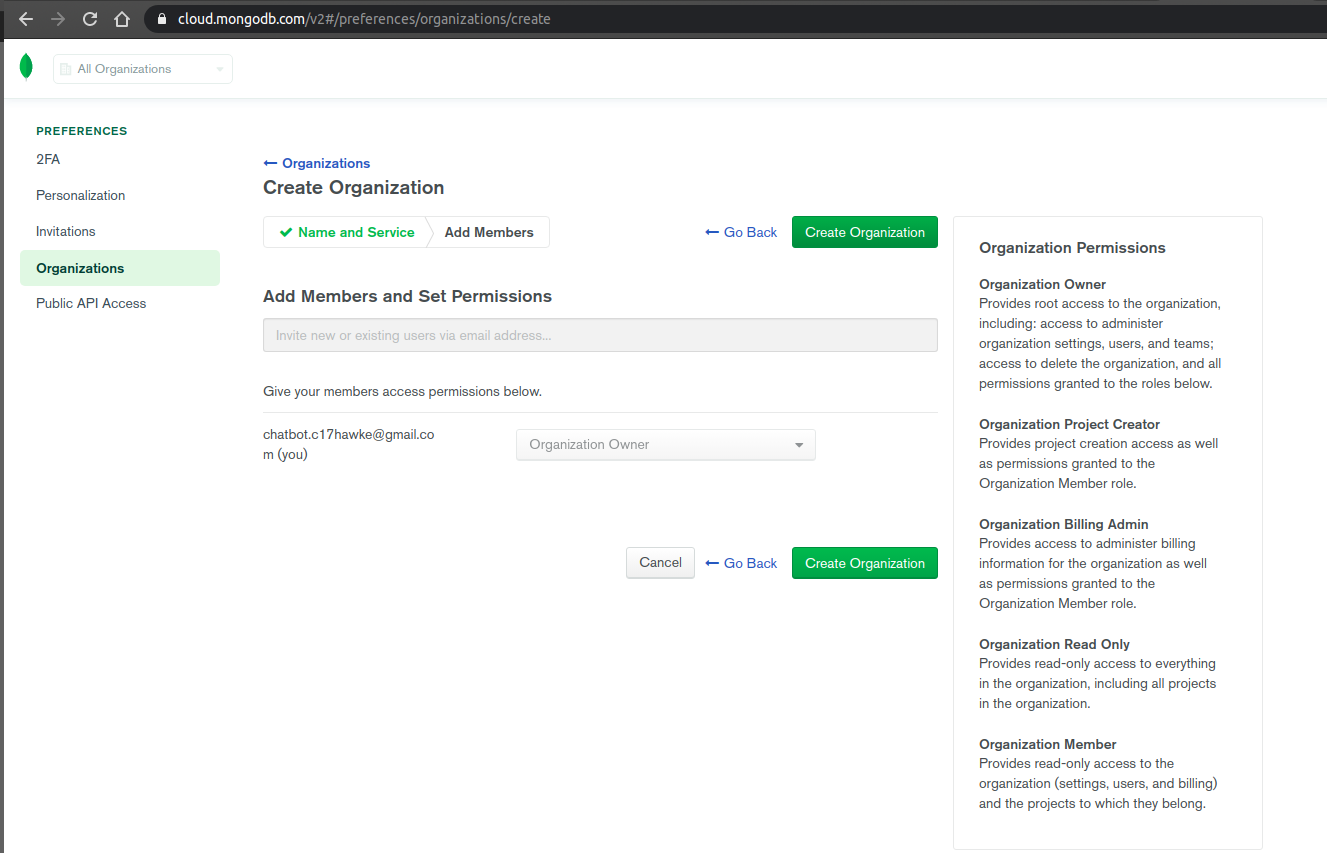 cloud.mongodb.com/v2#/preferences/organizations/create
All Organizations
PREFERENCES
2FA
Personalization
Invitations
Organizations
Public API Access
← Organizations
Create Organization
✔ Name and Service
Add Members
← Go Back
Create Organization
Add Members and Set Permissions
Invite new or existing users via email address...
Give your members access permissions below.
chatbot.c17hawke@gmail.co
m (you)
Organization Owner
Cancel
← Go Back
Create Organization
Organization Permissions
Organization Owner
Provides root access to the organization,
including: access to administer
organization settings, users, and teams;
access to delete the organization, and all
permissions granted to the roles below.
Organization Project Creator
Provides project creation access as well
as permissions granted to the
Organization Member role.
Organization Billing Admin
Provides access to administer billing
information for the organization as well
as permissions granted to the
Organization Member role.
Organization Read Only
Provides read-only access to everything
in the organization, including all projects
in the organization.
Organization Member
Provides read-only access to the
organization (settings, users, and billing)
and the projects to which they belong.